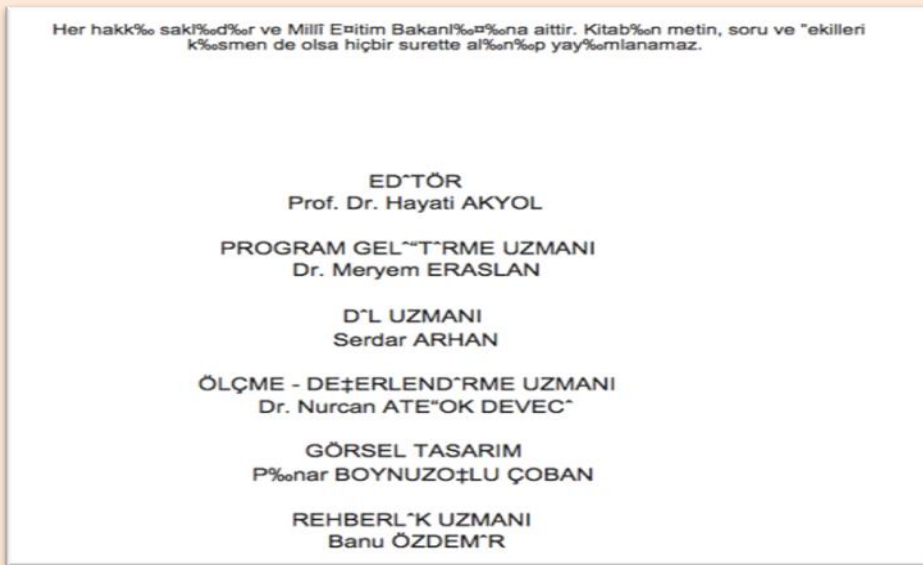 Her hakk‰ sakl‰d‰r ve Millî E¤itim Bakanl‰¤‰na aittir. Kitab‰n metin, soru ve "ekilleri
k‰smen de olsa hiçbir surette al‰n‰p yay‰mlanamaz.
EDˆTÖR
Prof. Dr. Hayati AKYOL
PROGRAM GELˆ“TˆRME UZMANI
Dr. Meryem ERASLAN
DˆL UZMANI
Serdar ARHAN
ÖLÇME - DE‡ERLENDˆRME UZMANI
Dr. Nurcan ATE“OK DEVECˆ
GÖRSEL TASARIM
P‰nar BOYNUZO‡LU ÇOBAN
REHBERLˆK UZMANI
Banu ÖZDEMˆR